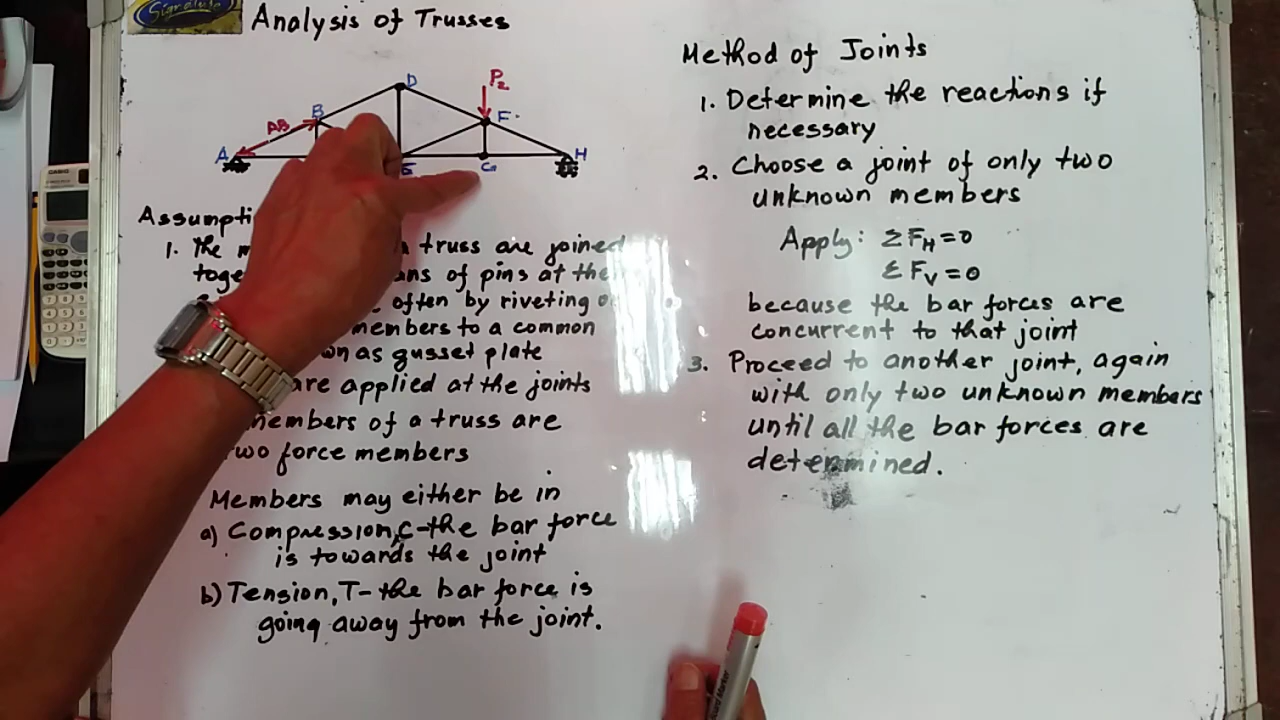 Signature
Analysis of Trusses
D
P2
B
F
AB
A
G
H
Assumpti
1. The m truss are joined
toge ans of pins at the
often by riveting
members to a common
as gusset plate
are applied at the joints
members of a truss are
two force members
Members may either be in
a) Compression, C-the bar force
is towards the joint
b) Tension, T- the bar force is
going away from the joint.
Method of Joints
1. Determine the reactions if
necessary
2. Choose a joint of only two
unknown members
Apply: ΣFH=0
ΣFV=0
because the bar forces are
concurrent to that joint
3. Proceed to another joint, again
with only two unknown members
until all the bar forces are
determined.
CASIO